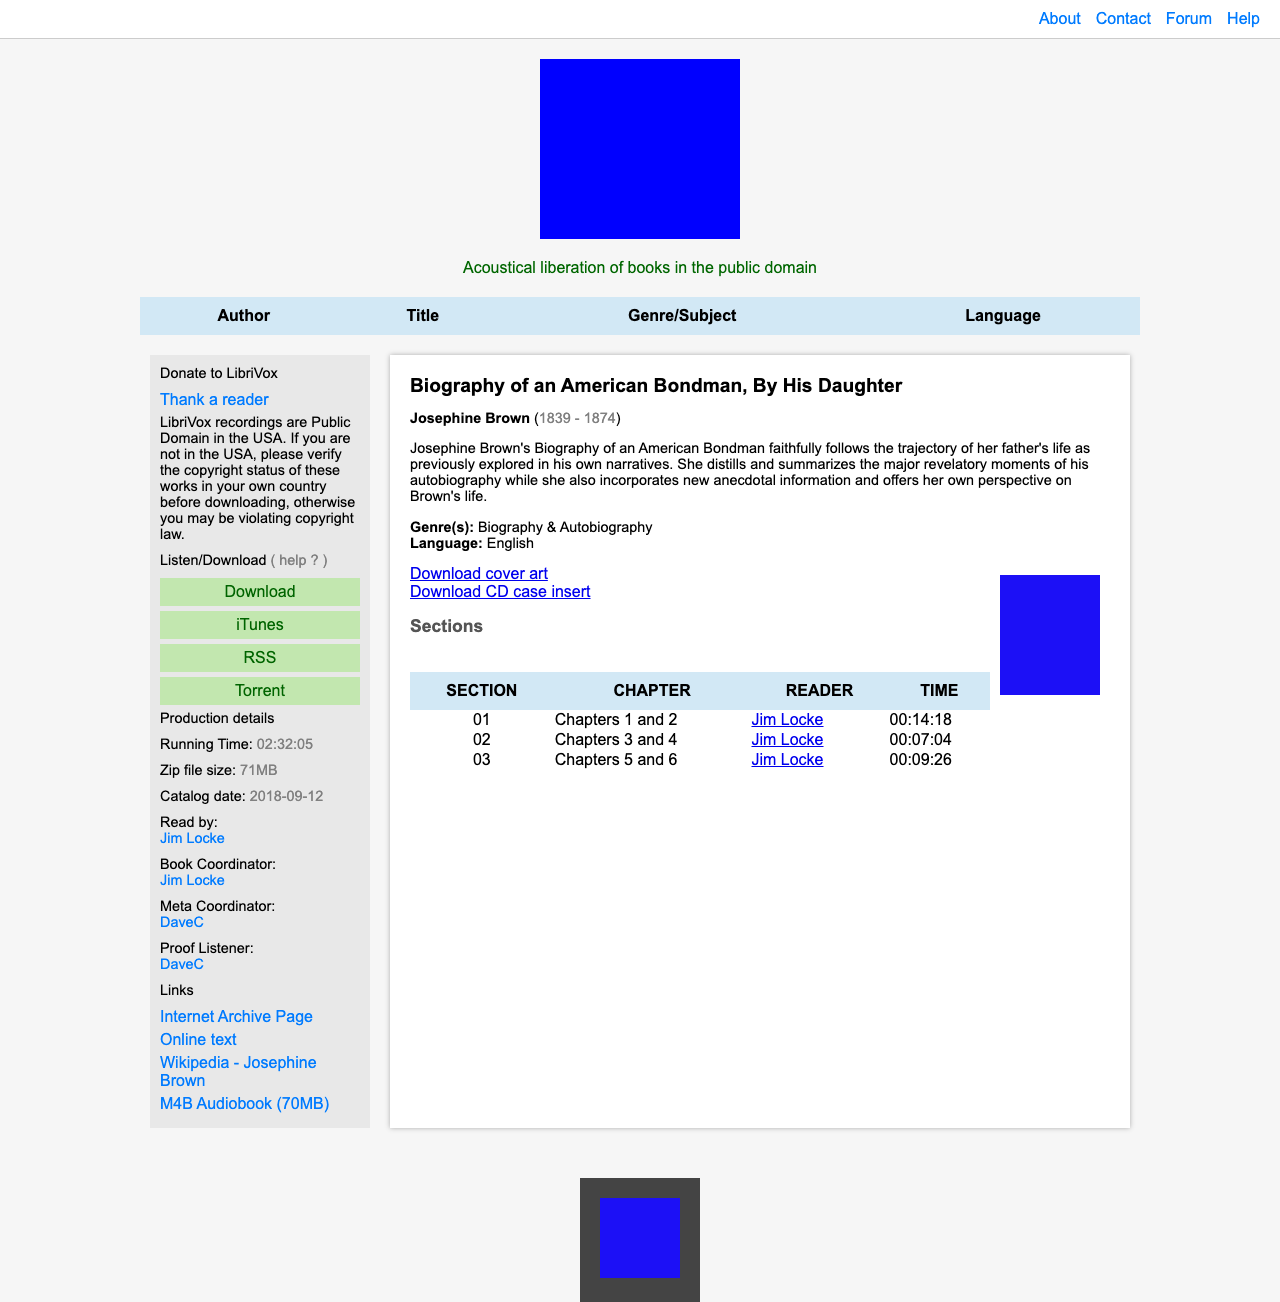 About Contact Forum Help
Acoustical liberation of books in the public domain
Author Title Genre/Subject Language
Donate to LibriVox
Thank a reader
LibriVox recordings are Public
Domain in the USA. If you are
not in the USA, please verify
the copyright status of these
works in your own country
before downloading, otherwise
you may be violating copyright
law.
Listen/Download ( help ? )
Download
iTunes
RSS
Torrent
Production details
Running Time: 02:32:05
Zip file size: 71MB
Catalog date: 2018-09-12
Read by:
Jim Locke
Book Coordinator:
Jim Locke
Meta Coordinator:
DaveC
Proof Listener:
DaveC
Links
Internet Archive Page
Online text
Wikipedia - Josephine
Brown
M4B Audiobook (70MB)
Biography of an American Bondman, By His Daughter
Josephine Brown (1839 - 1874)
Josephine Brown's Biography of an American Bondman faithfully follows the trajectory of her father's life as
previously explored in his own narratives. She distills and summarizes the major revelatory moments of his
autobiography while she also incorporates new anecdotal information and offers her own perspective on
Brown's life.
Genre(s): Biography & Autobiography
Language: English
Download cover art
Download CD case insert
Sections
SECTION CHAPTER READER TIME
01 Chapters 1 and 2 Jim Locke 00:14:18
02 Chapters 3 and 4 Jim Locke 00:07:04
03 Chapters 5 and 6 Jim Locke 00:09:26